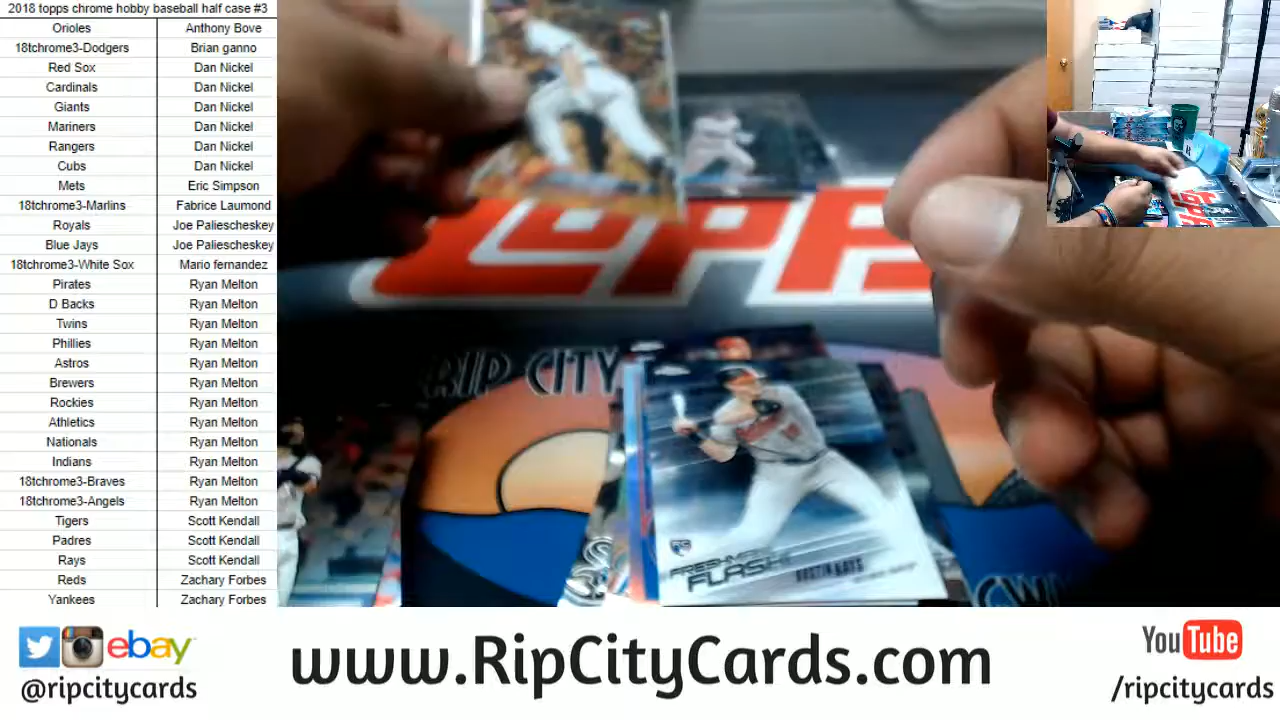 2018 topps chrome hobby baseball half case #3
Orioles Anthony Bove
18tchrome3-Dodgers Brian ganno
Red Sox Dan Nickel
Cardinals Dan Nickel
Giants Dan Nickel
Mariners Dan Nickel
Rangers Dan Nickel
Cubs Dan Nickel
Mets Eric Simpson
18tchrome3-Marlins Fabrice Laumond
Royals Joe Paliescheskey
Blue Jays Joe Paliescheskey
18tchrome3-White Sox Mario fernandez
Pirates Ryan Melton
D Backs Ryan Melton
Twins Ryan Melton
Phillies Ryan Melton
Astros Ryan Melton
Brewers Ryan Melton
Rockies Ryan Melton
Athletics Ryan Melton
Nationals Ryan Melton
Indians Ryan Melton
18tchrome3-Braves Ryan Melton
18tchrome3-Angels Ryan Melton
Tigers Scott Kendall
Padres Scott Kendall
Rays Scott Kendall
Reds Zachary Forbes
Yankees Zachary Forbes
TOPPS
RIP CITY
FRESHMAN
FLASH
AUSTIN HAYS
ebay
@ripcitycards
www.RipCityCards.com
YouTube
/ripcitycards